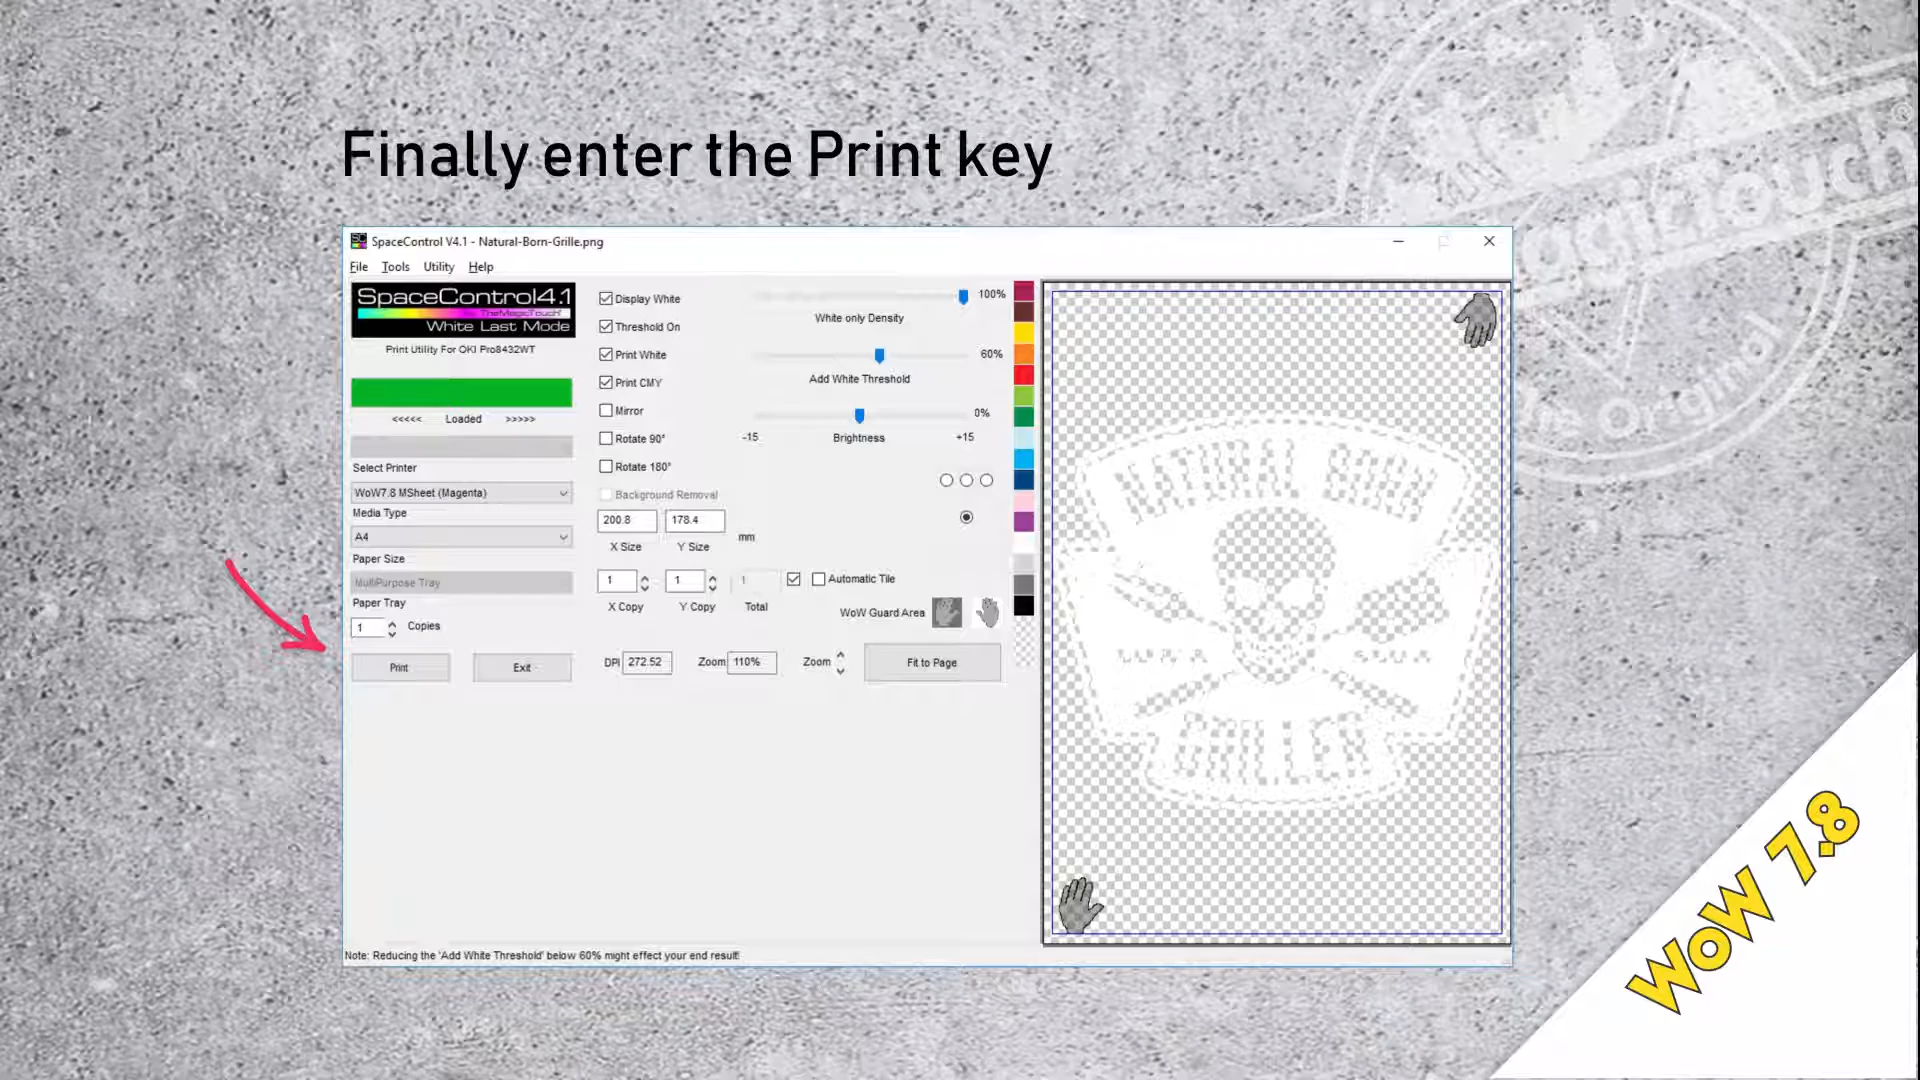 Finally enter the Print key
SpaceControl V4.1 - Natural-Born-Grille.png
File Tools Utility Help
SpaceControl4.1
TheMagicTouch
White Last Mode
Print Utility For OKI Pro8432WT
<<<<< Loaded >>>>>
Select Printer
WoW7.8 MSheet (Magenta)
Media Type
A4
Paper Size
MultiPurpose Tray
Paper Tray
1 Copies
Print Exit
Display White
Threshold On
Print White
Print CMY
Mirror
Rotate 90°
Rotate 180°
Background Removal
200.8 178.4 mm
X Size Y Size
1 1 1 Automatic Tile
X Copy Y Copy Total
WoW Guard Area
DPI 272.52 Zoom 110% Zoom Fit to Page
100%
White only Density
60%
Add White Threshold
0%
-15 Brightness +15
NATURAL BORN
GRILLER
Note: Reducing the 'Add White Threshold' below 60% might effect your end result!
WoW 7.8
Original